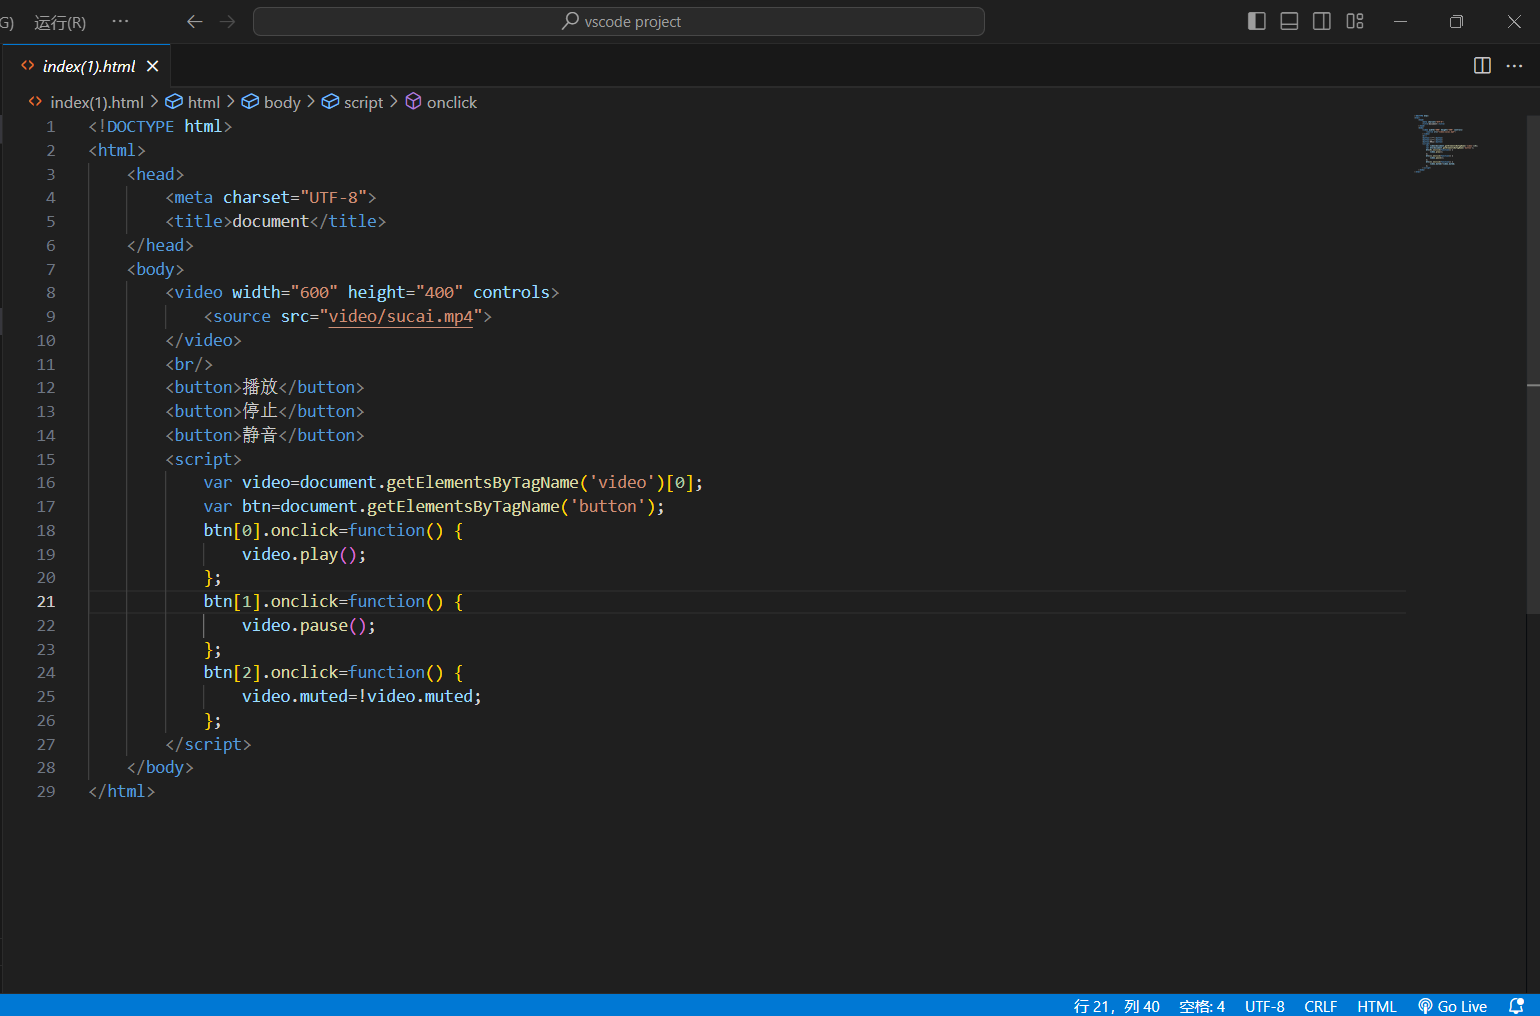 G) 运行(R) ··· vscode project
index(1).html
index(1).html > html > body > script > onclick
1 <!DOCTYPE html>
2 <html>
3 <head>
4 <meta charset="UTF-8">
5 <title>document</title>
6 </head>
7 <body>
8 <video width="600" height="400" controls>
9 <source src="video/sucai.mp4">
10 </video>
11 <br/>
12 <button>播放</button>
13 <button>停止</button>
14 <button>静音</button>
15 <script>
16 var video=document.getElementsByTagName('video')[0];
17 var btn=document.getElementsByTagName('button');
18 btn[0].onclick=function() {
19 video.play();
20 };
21 btn[1].onclick=function() {
22 video.pause();
23 };
24 btn[2].onclick=function() {
25 video.muted=!video.muted;
26 };
27 </script>
28 </body>
29 </html>
行 21，列 40 空格: 4 UTF-8 CRLF HTML Go Live